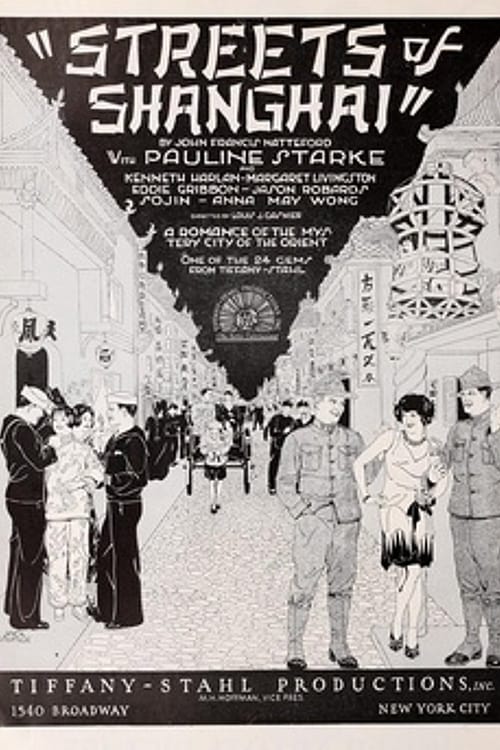 "STREETS of
SHANGHAI"
BY JOHN FRANCIS NATTEFORD
WITH PAULINE STARKE
AND
KENNETH HARLAN-MARGARET LIVINGSTON
EDDIE GRIBBON-JASON ROBARDS
SOJIN - ANNA MAY WONG
DIRECTED BY LOUIS J. GASNIER
A ROMANCE OF THE MYS-
TERY CITY OF THE ORIENT
ONE OF THE 24 GEMS
FROM TIFFANY-STAHL
TIFFANY-STAHL PRODUCTIONS, INC.
M.H. HOFFMAN, VICE PRES.
1540 BROADWAY
NEW YORK CITY